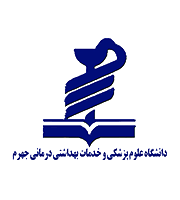 دانشگاه علوم پزشکی و خدمات بهداشتی درمانی جهرم